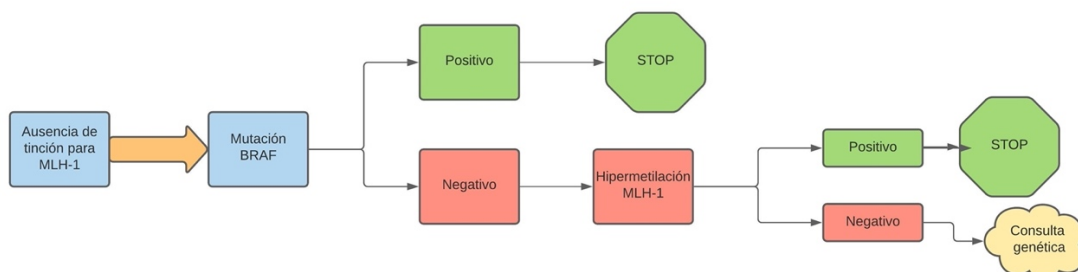 Ausencia de
tinción para
MLH-1
Mutación
BRAF
Positivo
STOP
Negativo
Hipermetilación
MLH-1
Positivo
STOP
Negativo
Consulta
genética